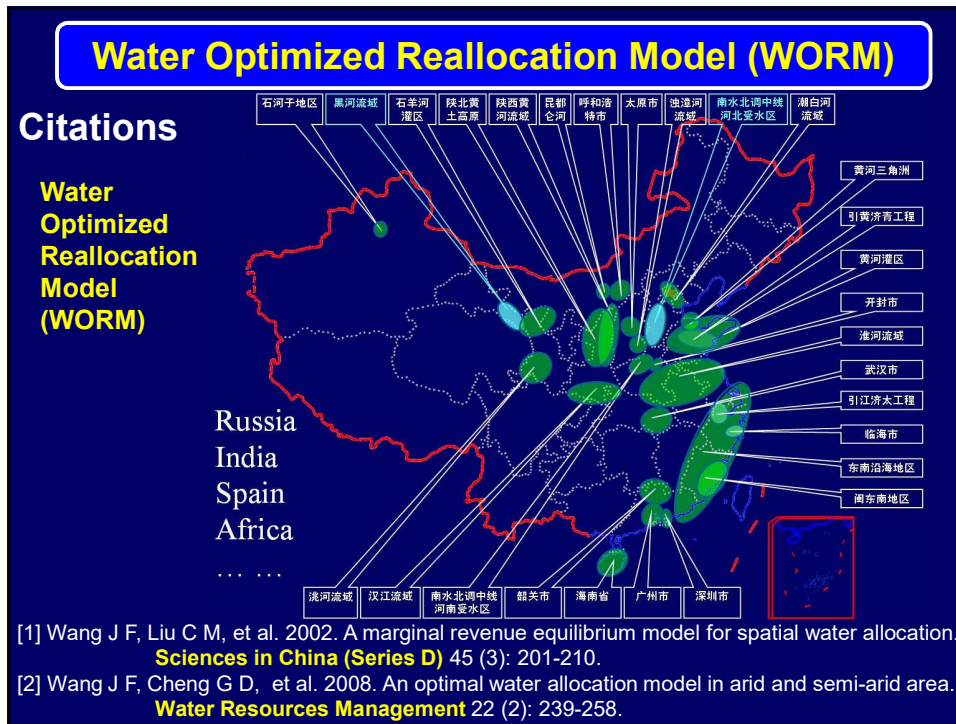 Water Optimized Reallocation Model (WORM)
Citations
Water
Optimized
Reallocation
Model
(WORM)
石河子地区
黑河流域
石羊河
灌区
陕北黄
土高原
陕西黄
河流域
昆都
仑河
呼和浩
特市
太原市
浊漳河
流域
南水北调中线
河北受水区
潮白河
流域
黄河三角洲
引黄济青工程
黄河灌区
开封市
淮河流域
武汉市
引江济太工程
临海市
东南沿海地区
闽东南地区
Russia
India
Spain
Africa
... ...
洮河流域
汉江流域
南水北调中线
河南受水区
韶关市
海南省
广州市
深圳市
[1] Wang J F, Liu C M, et al. 2002. A marginal revenue equilibrium model for spatial water allocation.
Sciences in China (Series D) 45 (3): 201-210.
[2] Wang J F, Cheng G D, et al. 2008. An optimal water allocation model in arid and semi-arid area.
Water Resources Management 22 (2): 239-258.